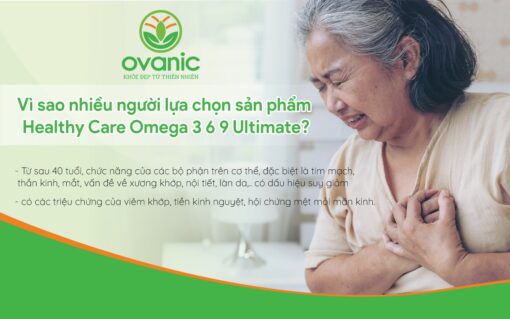 ovanic
KHỎE ĐẸP TỪ THIÊN NHIÊN
Vì sao nhiều người lựa chọn sản phẩm
Healthy Care Omega 3 6 9 Ultimate?
- Từ sau 40 tuổi, chức năng của các bộ phận trên cơ thể, đặc biệt là tim mạch,
thần kinh, mắt, vấn đề về xương khớp, nội tiết, làn da,.. có dấu hiệu suy giảm
- có các triệu chứng của viêm khớp, tiền kinh nguyệt, hội chứng mệt mỏi mãn kinh.